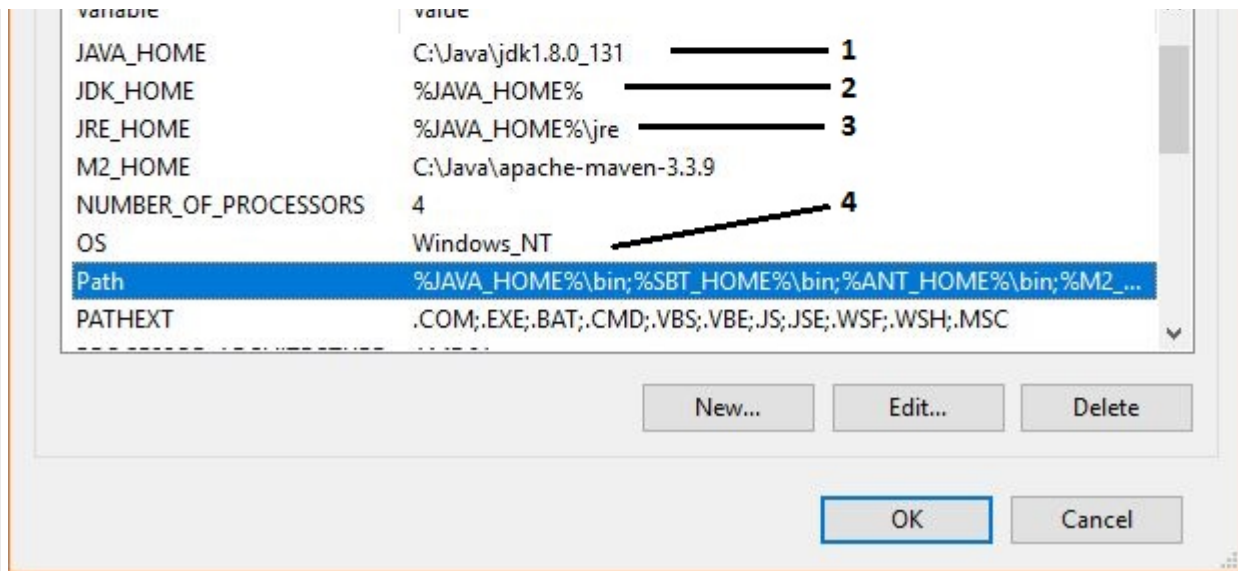 Variable Value
JAVA_HOME C:\Java\jdk1.8.0_131 1
JDK_HOME %JAVA_HOME% 2
JRE_HOME %JAVA_HOME%\jre 3
M2_HOME C:\Java\apache-maven-3.3.9
NUMBER_OF_PROCESSORS 4 4
OS Windows_NT
Path %JAVA_HOME%\bin;%SBT_HOME%\bin;%ANT_HOME%\bin;%M2_...
PATHEXT .COM;.EXE;.BAT;.CMD;.VBS;.VBE;.JS;.JSE;.WSF;.WSH;.MSC
New... Edit... Delete
OK Cancel